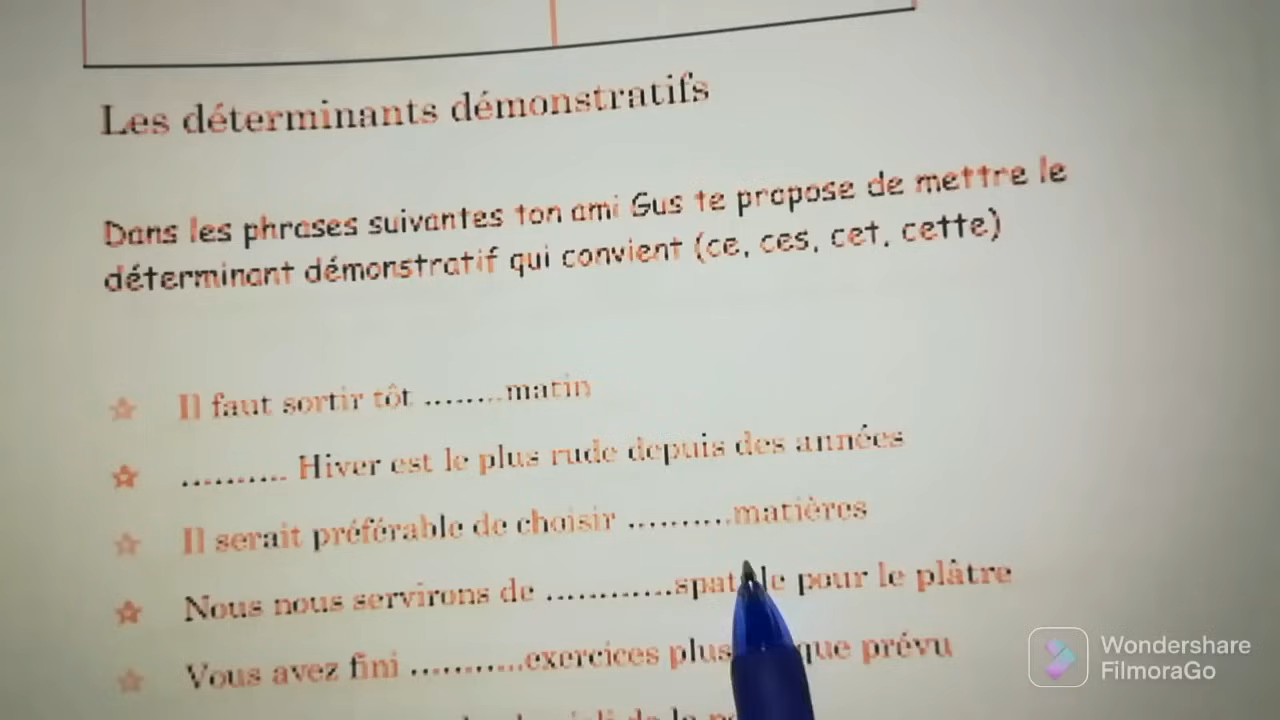 Les déterminants démonstratifs
Dans les phrases suivantes ton ami Gus te propose de mettre le
déterminant démonstratif qui convient (ce, ces, cet, cette)
☆ Il faut sortir tôt ........matin
☆ .......... Hiver est le plus rude depuis des années
☆ Il serait préférable de choisir ..........matières
☆ Nous nous servirons de ............ pour le plâtre
☆ Vous avez fini ...........exercices plus que prévu
Wondershare
FilmoraGo